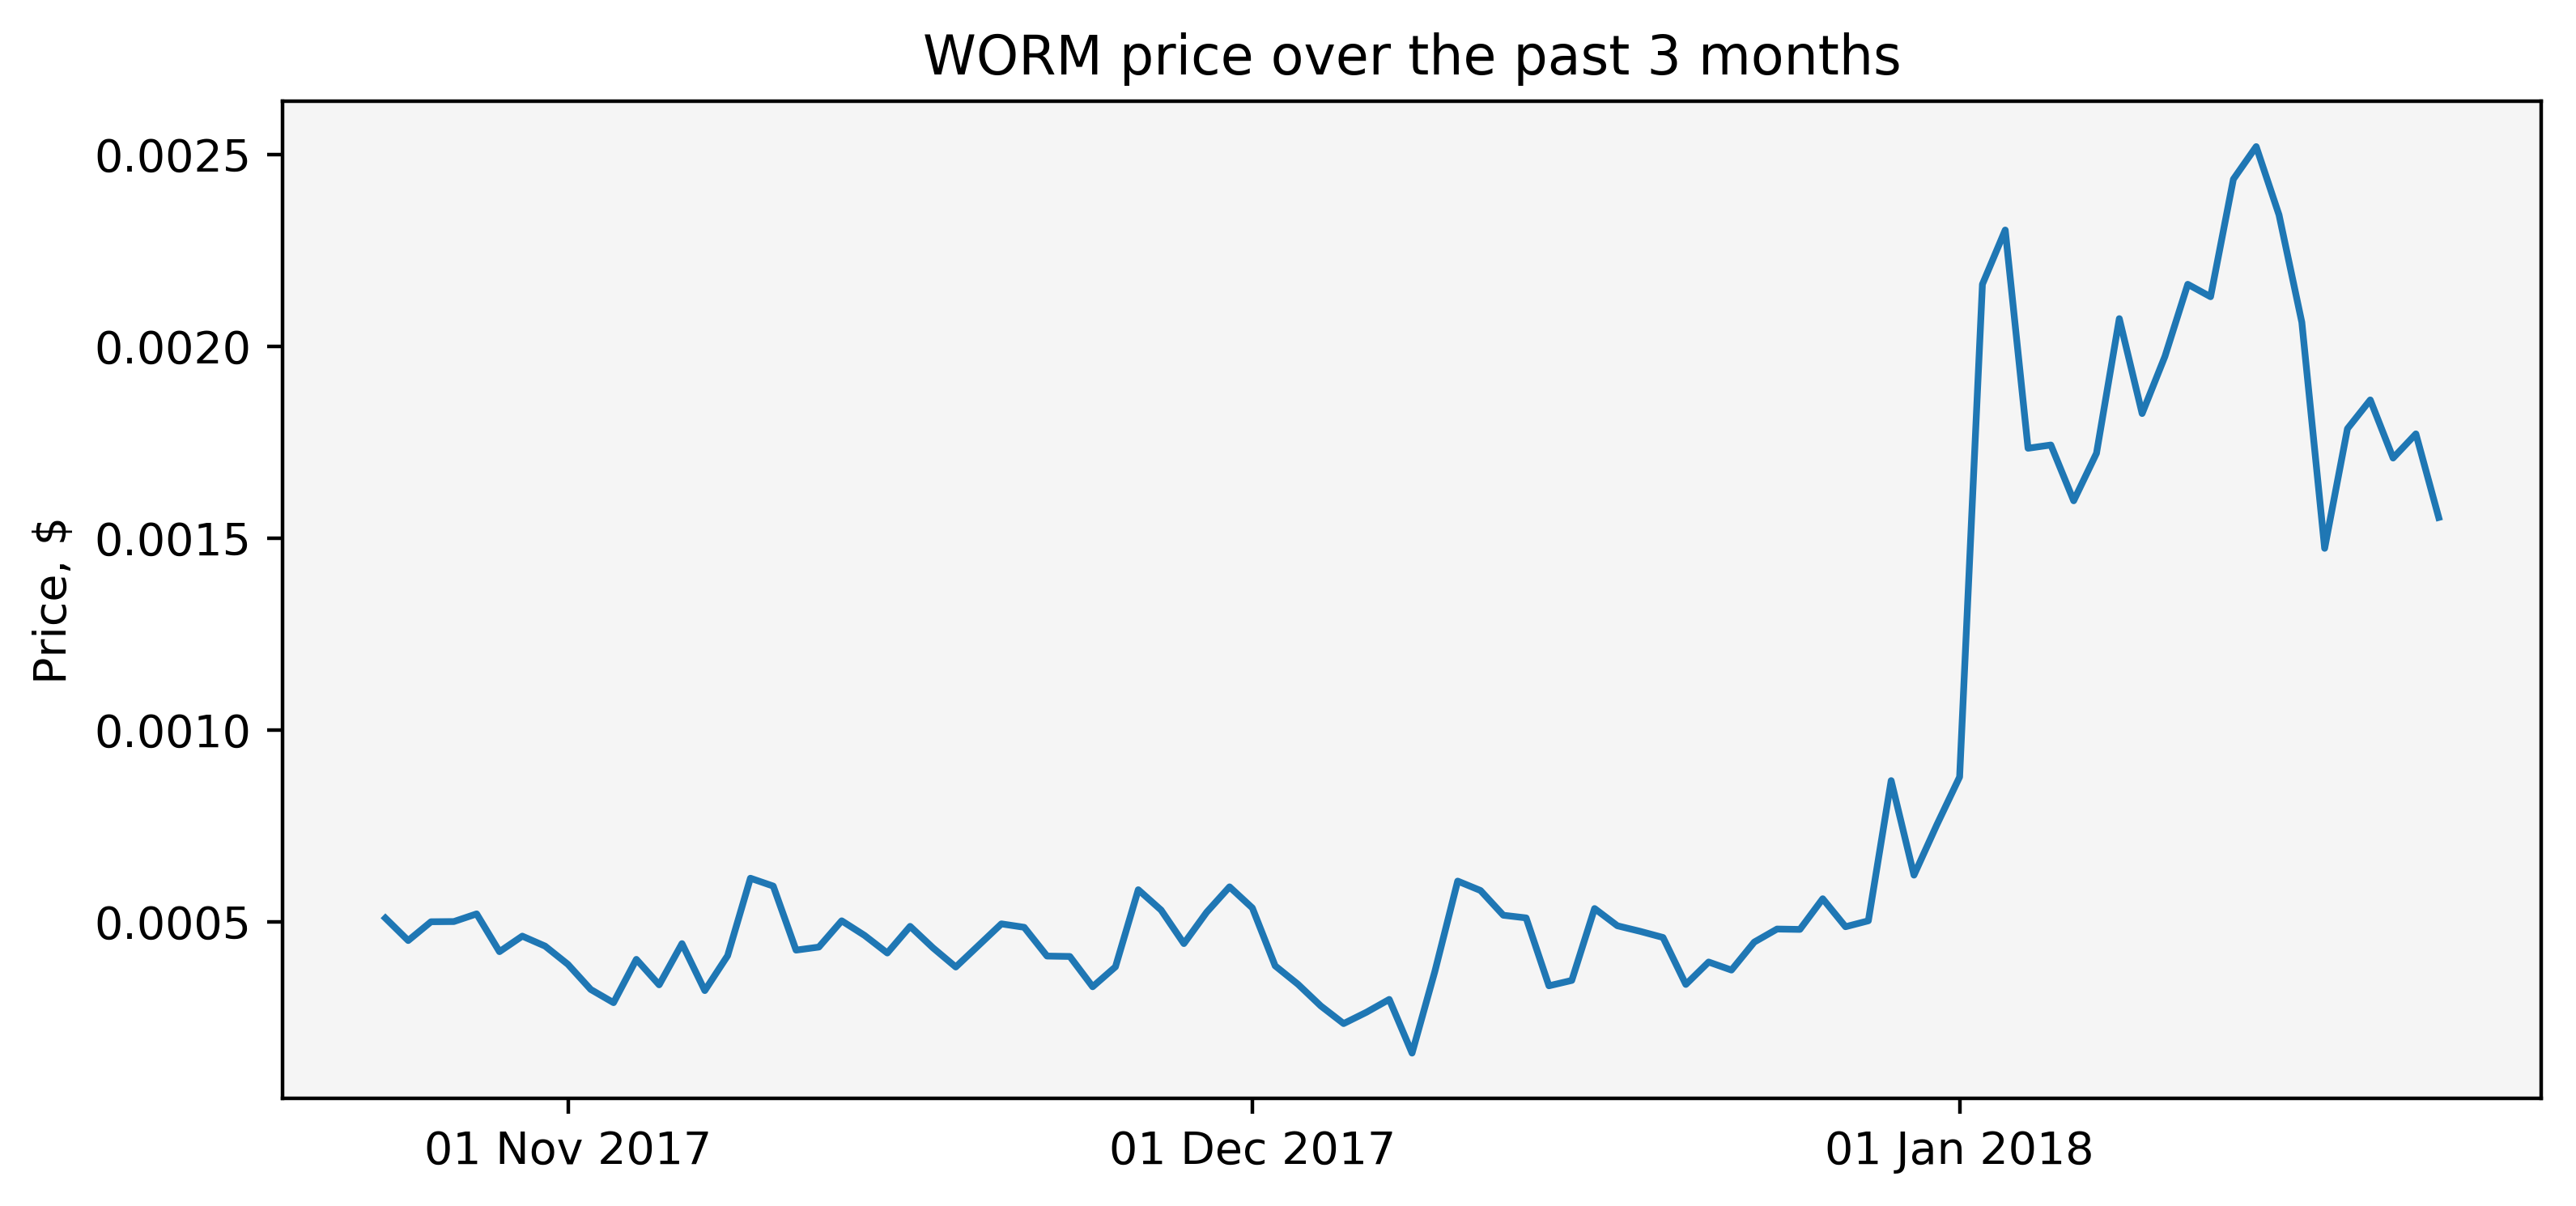 WORM price over the past 3 months
Price, $
0.0025
0.0020
0.0015
0.0010
0.0005
01 Nov 2017
01 Dec 2017
01 Jan 2018